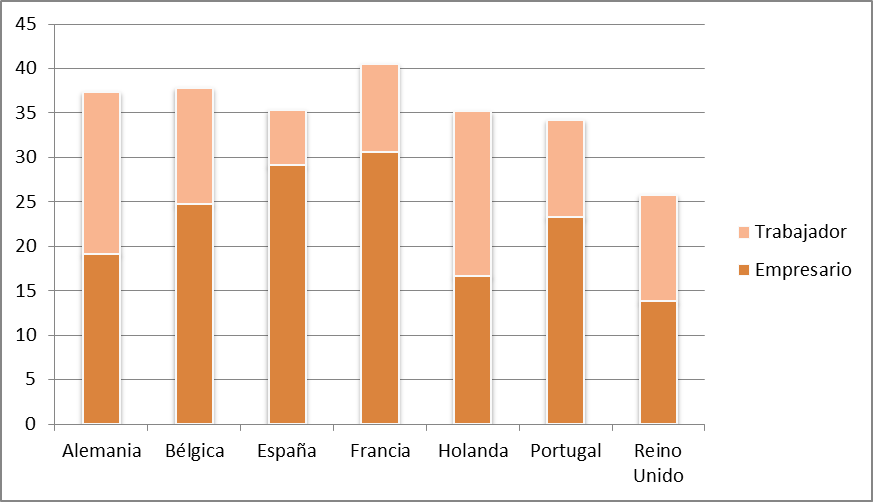 45
40
35
30
25
20
15
10
5
0
Alemania
Bélgica
España
Francia
Holanda
Portugal
Reino
Unido
Trabajador
Empresario